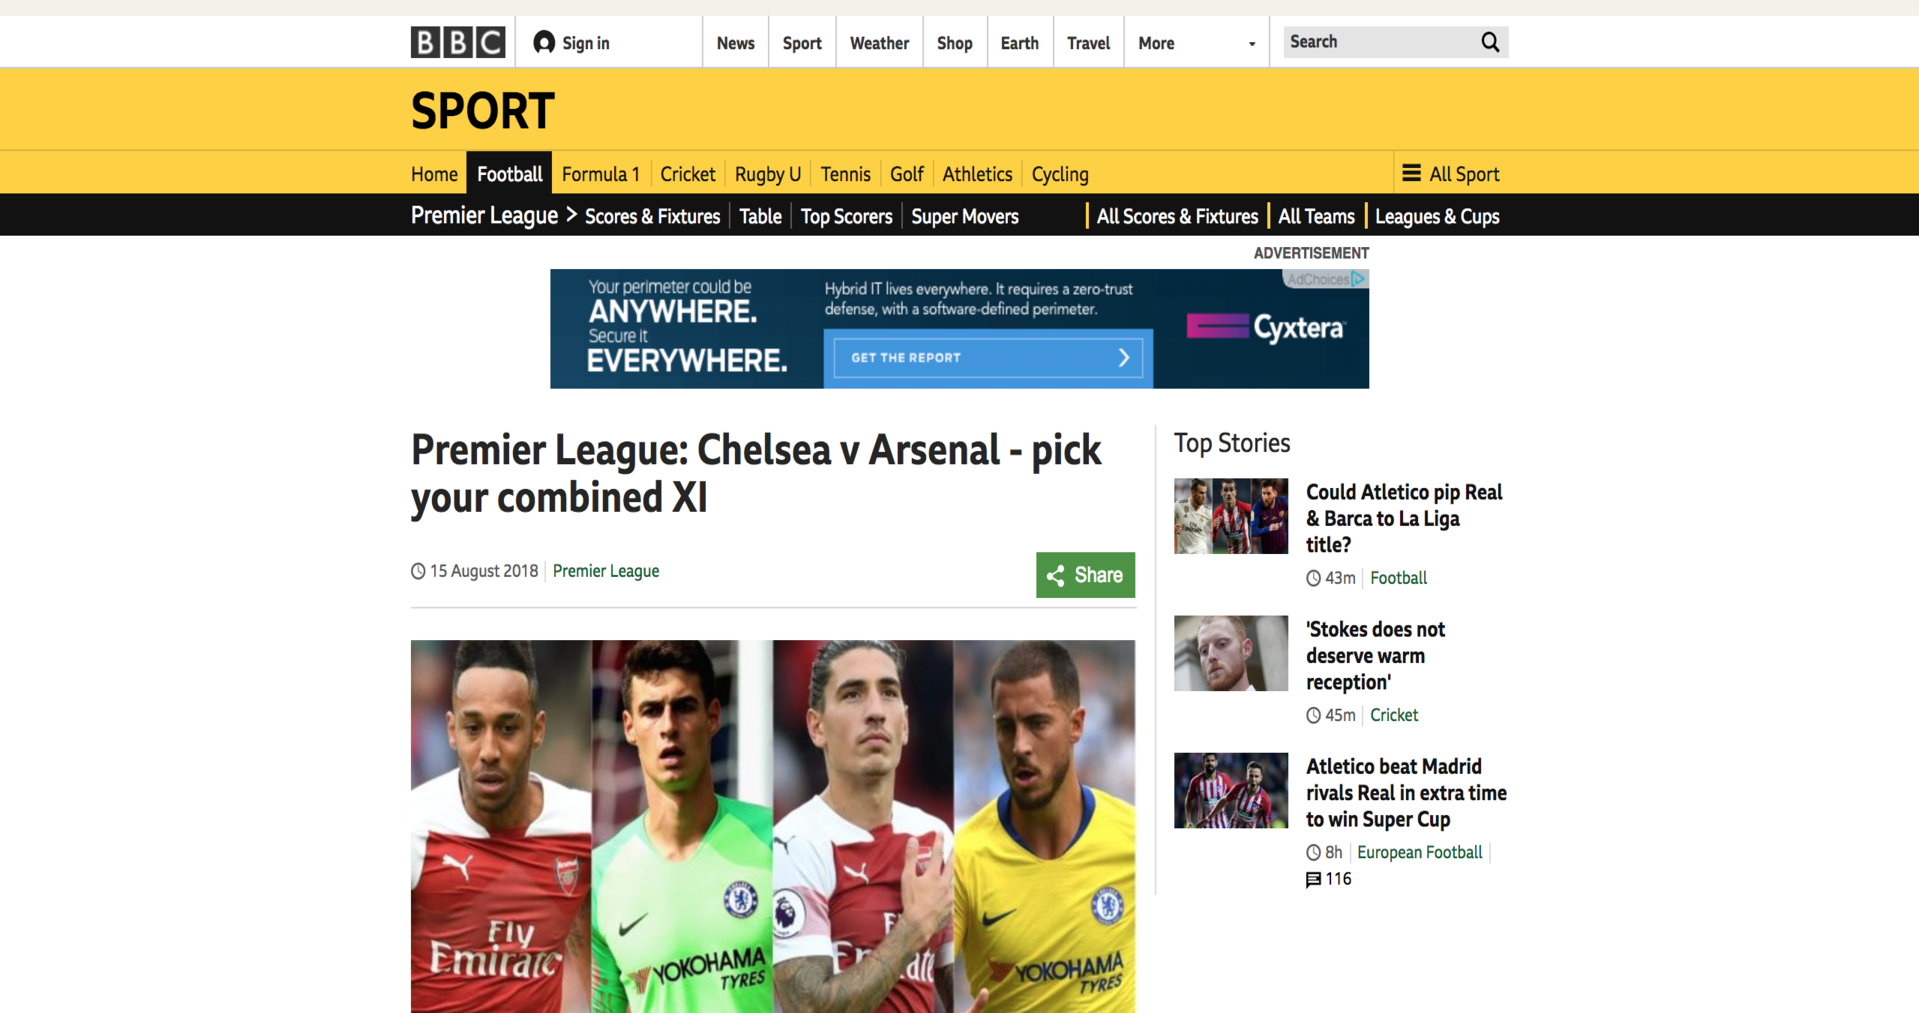 BBC
Sign in
News
Sport
Weather
Shop
Earth
Travel
More
Search
SPORT
Home
Football
Formula 1
Cricket
Rugby U
Tennis
Golf
Athletics
Cycling
All Sport
Premier League
Scores & Fixtures
Table
Top Scorers
Super Movers
All Scores & Fixtures
All Teams
Leagues & Cups
ADVERTISEMENT
AdChoices
Your perimeter could be
ANYWHERE.
Secure it
EVERYWHERE.
Hybrid IT lives everywhere. It requires a zero-trust
defense, with a software-defined perimeter.
GET THE REPORT
Cyxtera
Premier League: Chelsea v Arsenal - pick
your combined XI
15 August 2018
Premier League
Share
Arsenal
Fly
Emirate
YOKOHAMA
TYRES
YOKOHAMA
TYRES
Top Stories
Could Atletico pip Real
& Barca to La Liga
title?
43m
Football
'Stokes does not
deserve warm
reception'
45m
Cricket
Atletico beat Madrid
rivals Real in extra time
to win Super Cup
8h
European Football
116